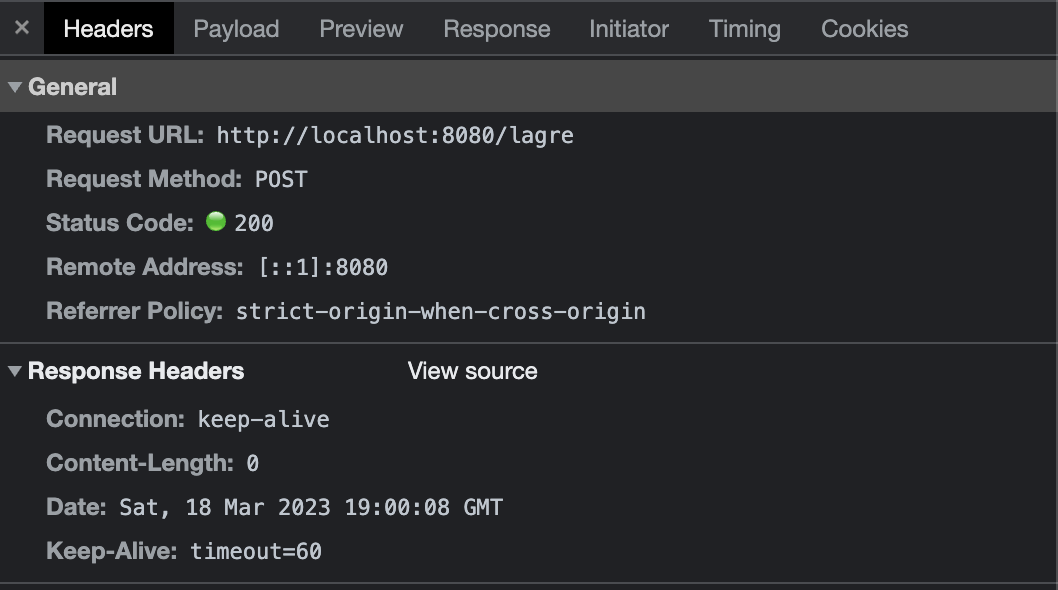 × Headers Payload Preview Response Initiator Timing Cookies
General
Request URL: http://localhost:8080/lagre
Request Method: POST
Status Code: 200
Remote Address: [::1]:8080
Referrer Policy: strict-origin-when-cross-origin
Response Headers View source
Connection: keep-alive
Content-Length: 0
Date: Sat, 18 Mar 2023 19:00:08 GMT
Keep-Alive: timeout=60